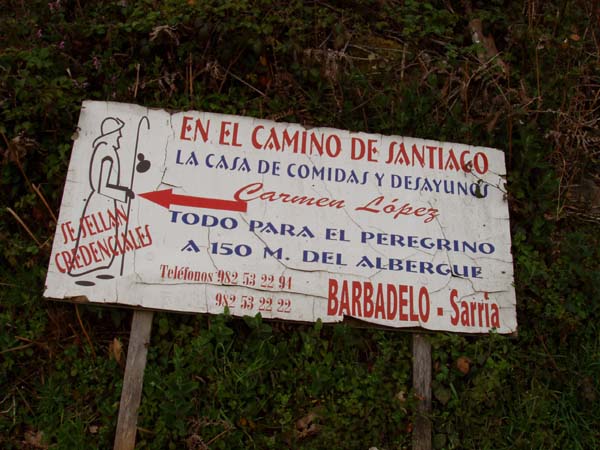 EN EL CAMINO DE SANTIAGO
LA CASA DE COMIDAS Y DESAYUNOS
Carmen López
TODO PARA EL PEREGRINO
A 150 M. DEL ALBERGUE
Teléfonos 982 53 22 94
982 53 22 22
BARBADELO - Sarria
SE SELLAN
CREDENCIALES